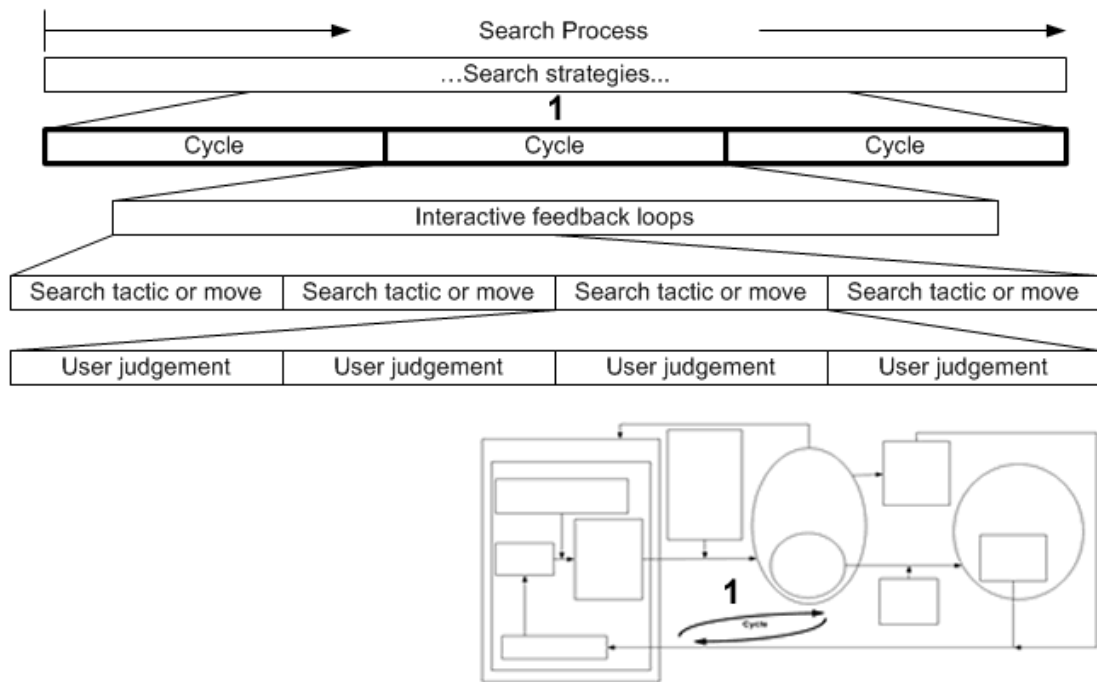 Search Process
...Search strategies...
1
Cycle Cycle Cycle
Interactive feedback loops
Search tactic or move Search tactic or move Search tactic or move Search tactic or move
User judgement User judgement User judgement User judgement
1
Cycle